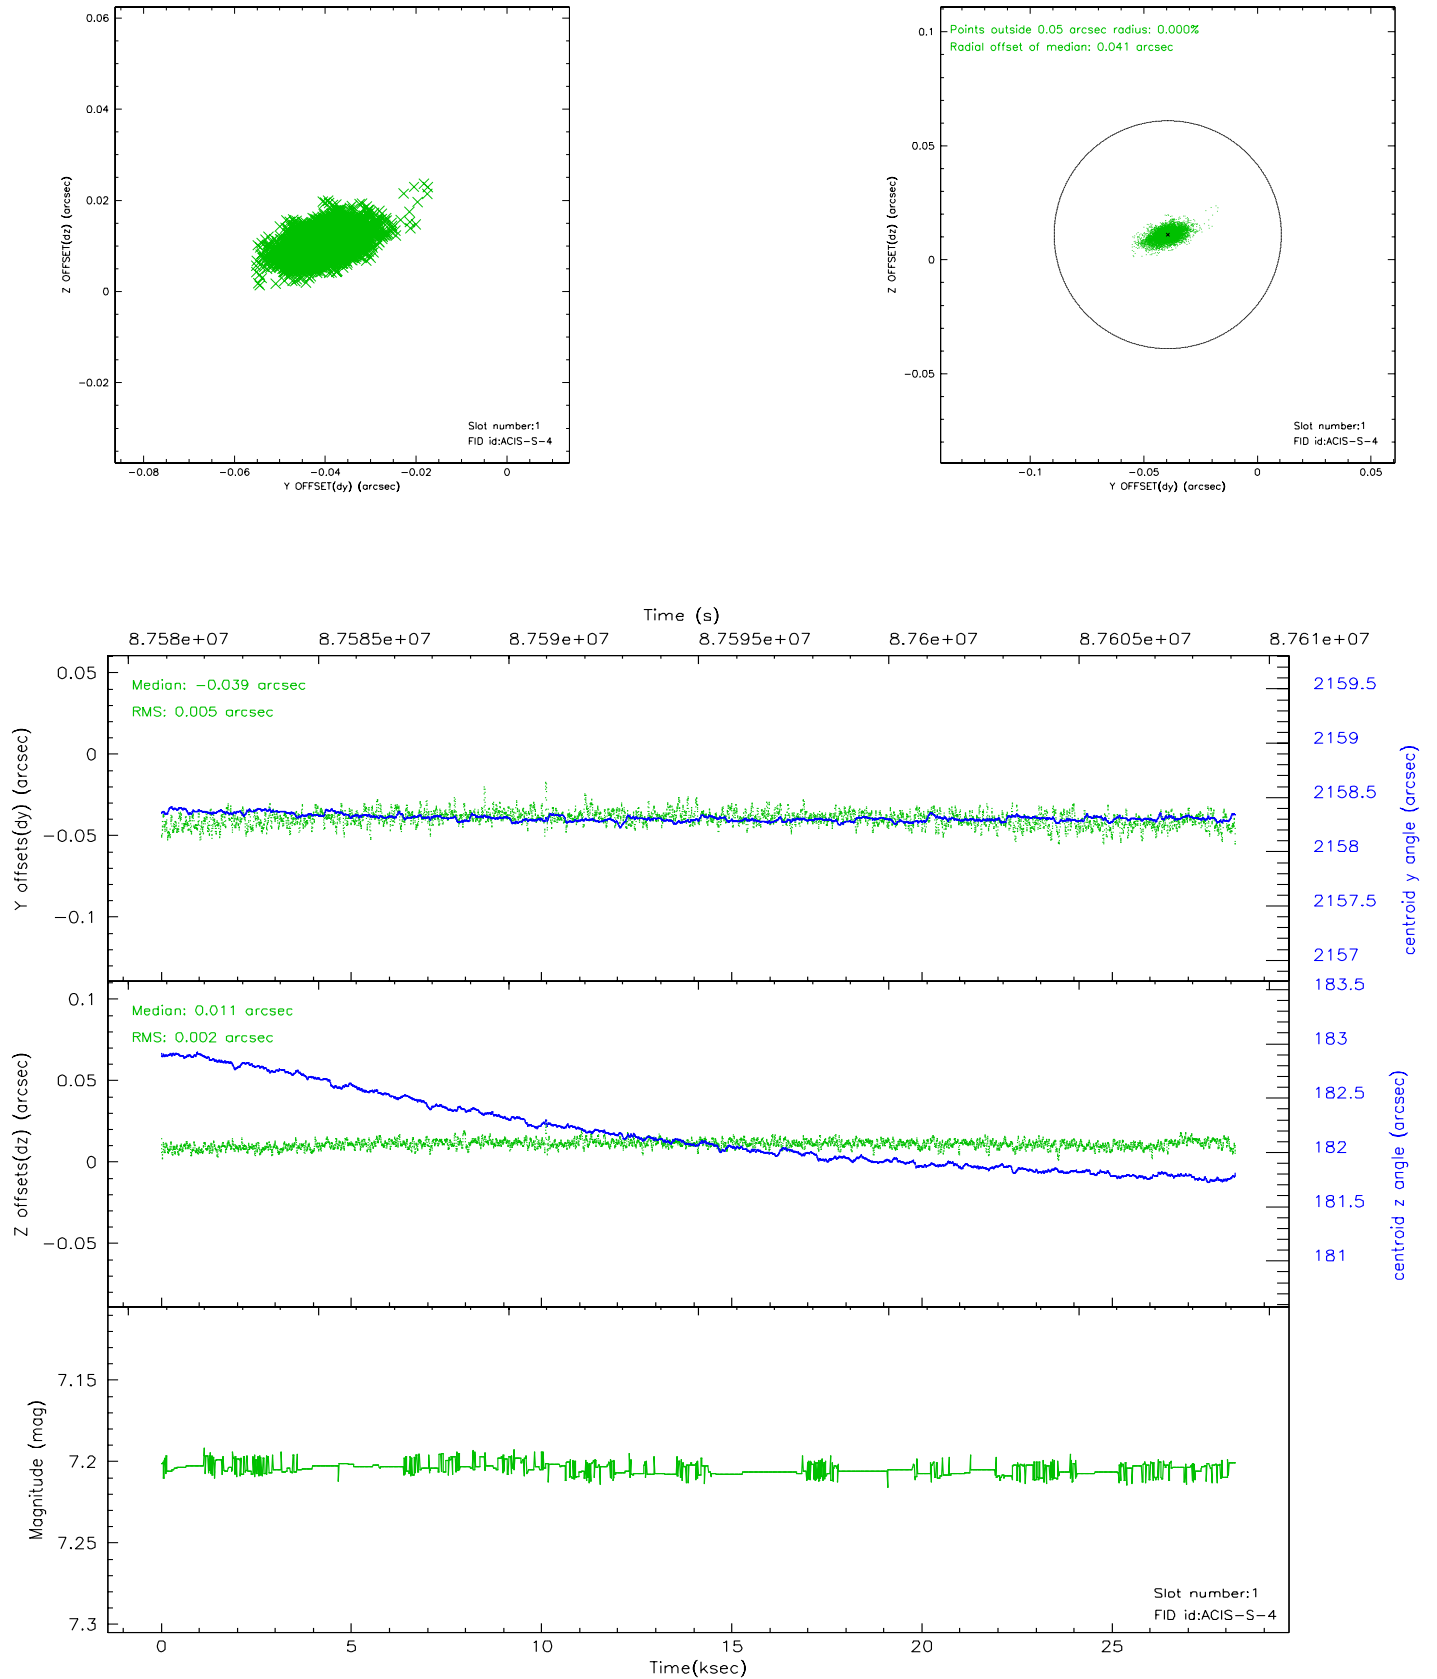 0.06
0.04
0.02
0
−0.02
Z OFFSET(dz) (arcsec)
Slot number:1
FID id:ACIS−S−4
−0.08
−0.06
−0.04
−0.02
0
Y OFFSET(dy) (arcsec)
Points outside 0.05 arcsec radius: 0.000%
Radial offset of median: 0.041 arcsec
0.1
0.05
0
−0.05
Z OFFSET(dz) (arcsec)
Slot number:1
FID id:ACIS−S−4
−0.1
−0.05
0
0.05
Y OFFSET(dy) (arcsec)
Time (s)
8.758e+07
8.7585e+07
8.759e+07
8.7595e+07
8.76e+07
8.7605e+07
8.761e+07
Median: −0.039 arcsec
RMS: 0.005 arcsec
0.05
0
−0.05
−0.1
Y offsets(dy) (arcsec)
2159.5
2159
2158.5
2158
2157.5
2157
centroid y angle (arcsec)
Median: 0.011 arcsec
RMS: 0.002 arcsec
0.1
0.05
0
−0.05
Z offsets(dz) (arcsec)
183.5
183
182.5
182
181.5
181
centroid z angle (arcsec)
7.15
7.2
7.25
7.3
Magnitude (mag)
Slot number:1
FID id:ACIS−S−4
0
5
10
15
20
25
Time(ksec)